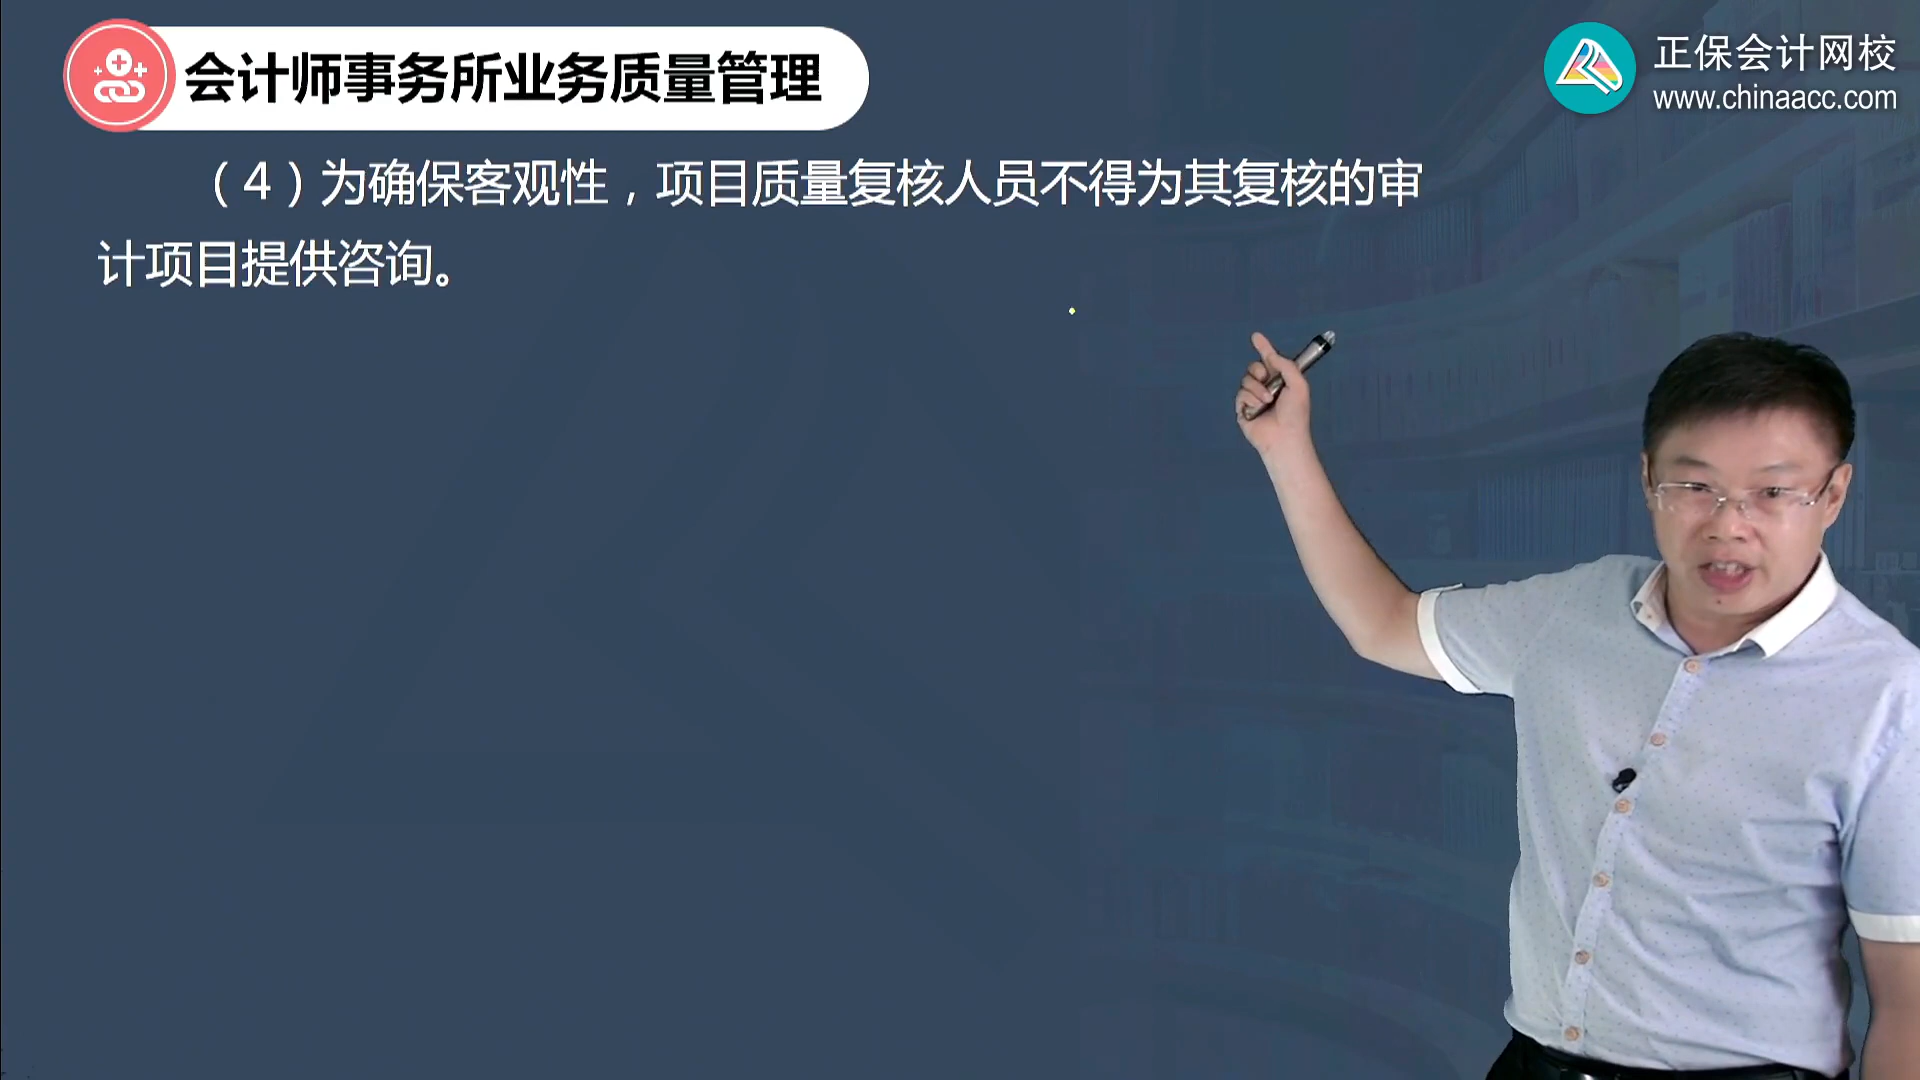 会计师事务所业务质量管理
正保会计网校
www.chinaacc.com
（4）为确保客观性，项目质量复核人员不得为其复核的审
计项目提供咨询。